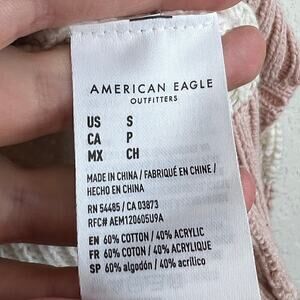 AMERICAN EAGLE
OUTFITTERS
US S
CA P
MX CH
MADE IN CHINA / FABRIQUÉ EN CHINE /
HECHO EN CHINA
RN 54485 / CA 03873
RFC# AEM120605U9A
EN 60% COTTON / 40% ACRYLIC
FR 60% COTON / 40% ACRYLIQUE
SP 60% algodón / 40% acrílico